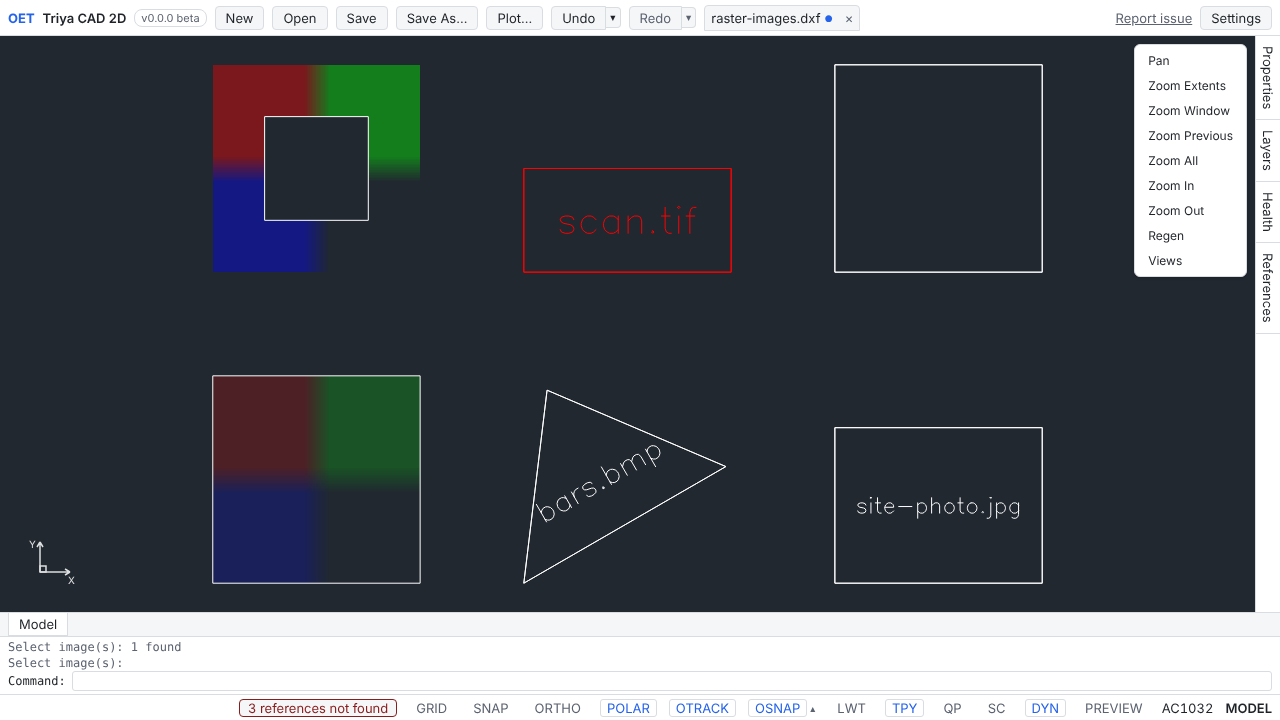 OET Triya CAD 2D v0.0.0 beta New Open Save Save As... Plot... Undo ▾ Redo ▾ raster-images.dxf × Report issue Settings
Pan
Zoom Extents
Zoom Window
Zoom Previous
Zoom All
Zoom In
Zoom Out
Regen
Views
Properties
Layers
Health
References
scan.tif
bars.bmp
site-photo.jpg
Y
X
Model
Select image(s): 1 found
Select image(s):
Command:
3 references not found GRID SNAP ORTHO POLAR OTRACK OSNAP ▴ LWT TPY QP SC DYN PREVIEW AC1032 MODEL